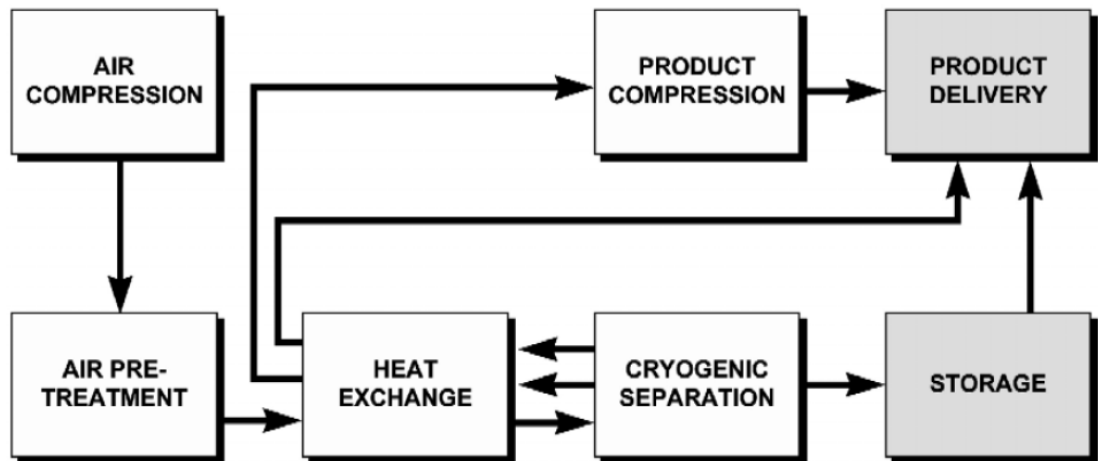 AIR
COMPRESSION
PRODUCT
COMPRESSION
PRODUCT
DELIVERY
AIR PRE-
TREATMENT
HEAT
EXCHANGE
CRYOGENIC
SEPARATION
STORAGE